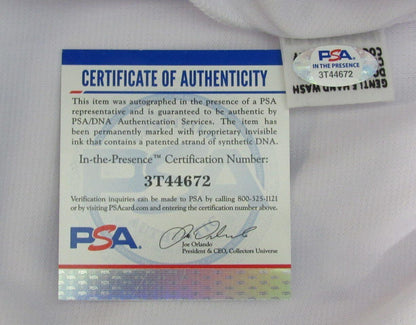 CERTIFICATE OF AUTHENTICITY
This item was autographed in the presence of a PSA
representative and is guaranteed to be authentic by
PSA/DNA Authentication Services. The item has
been permanently marked with proprietary invisible
ink that contains a patented strand of synthetic DNA.
In-the-Presence™ Certification Number:
3T44672
Verification inquiries can be made to PSA by calling 800-325-1121
or by visiting PSAcard.com and entering the above certification number.
PSA
Joe Orlando
President & CEO, Collectors Universe
PSA
IN THE PRESENCE
3T44672
GENTLE HAND WASH